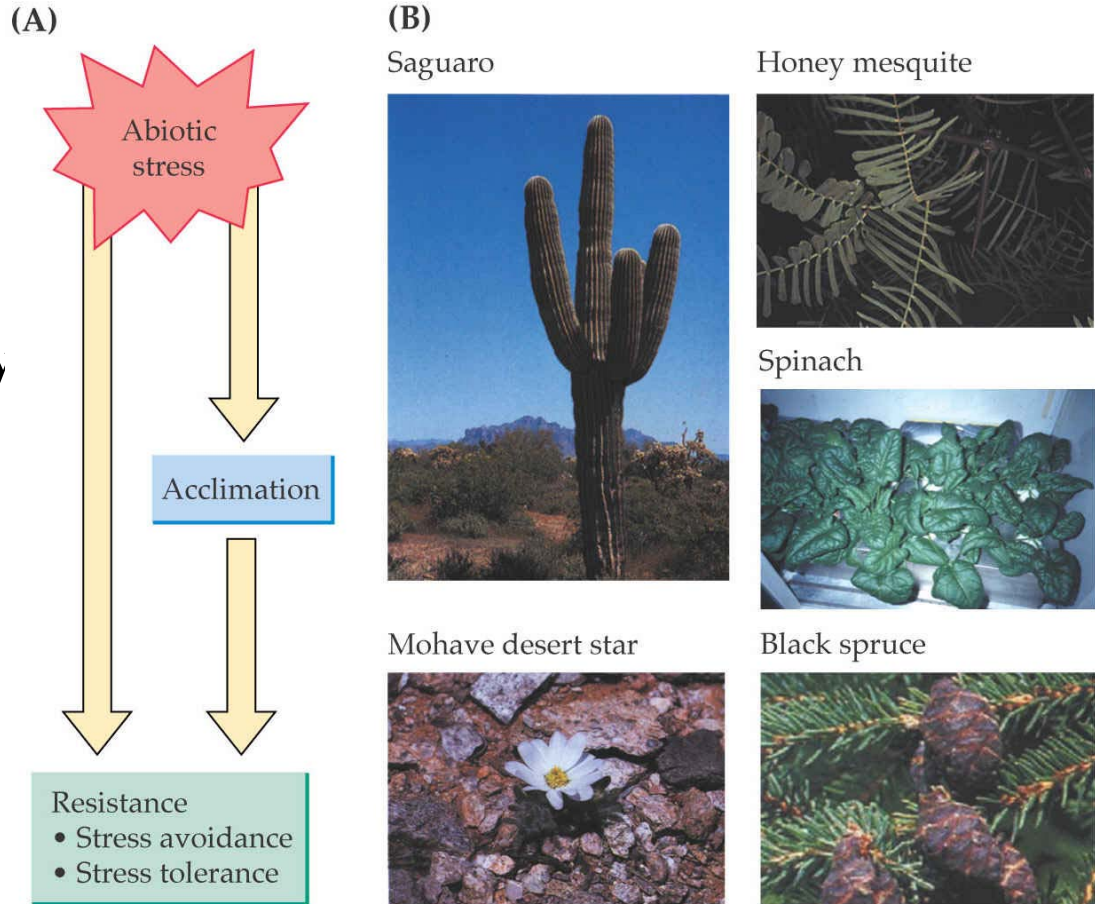 (A)
Abiotic
stress
Acclimation
Resistance
• Stress avoidance
• Stress tolerance
(B)
Saguaro
Honey mesquite
Spinach
Mohave desert star
Black spruce